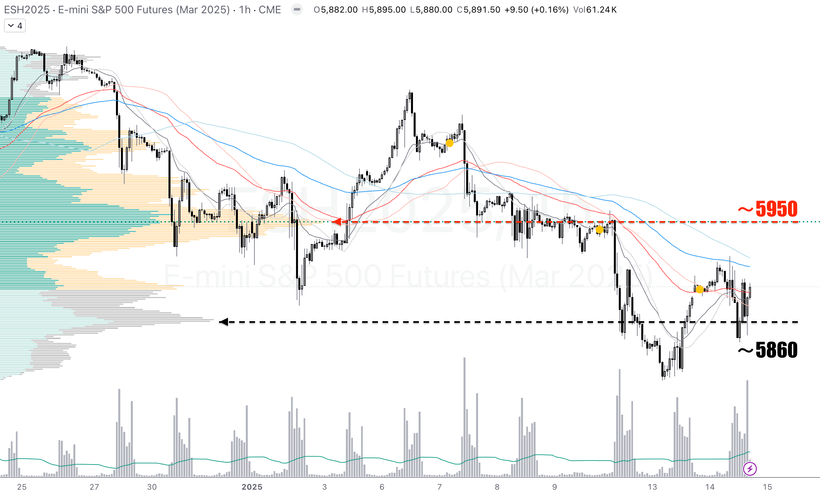 ESH2025 · E-mini S&P 500 Futures (Mar 2025) · 1h · CME O5,882.00 H5,895.00 L5,880.00 C5,891.50 +9.50 (+0.16%) Vol61.24K
4
~5950
E-mini S&P 500 Futures (Mar 2025)
~5860
25 27 30 2025 3 6 7 8 9 13 14 15